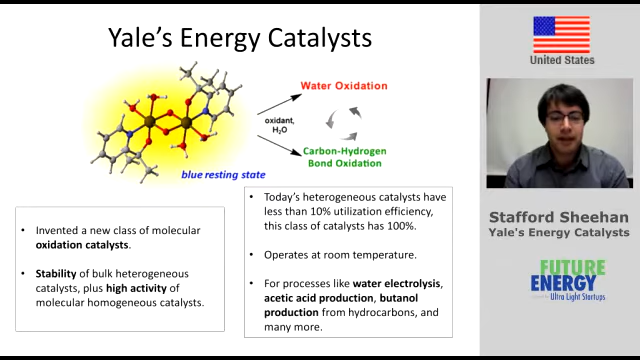 Yale's Energy Catalysts
Water Oxidation
oxidant,
H₂O
Carbon-Hydrogen
Bond Oxidation
blue resting state
• Invented a new class of molecular
oxidation catalysts.
• Stability of bulk heterogeneous
catalysts, plus high activity of
molecular homogeneous catalysts.
• Today's heterogeneous catalysts have
less than 10% utilization efficiency,
this class of catalysts has 100%.
• Operates at room temperature.
• For processes like water electrolysis,
acetic acid production, butanol
production from hydrocarbons, and
many more.
United States
Stafford Sheehan
Yale's Energy Catalysts
FUTURE
ENERGY
Ultra Light Startups